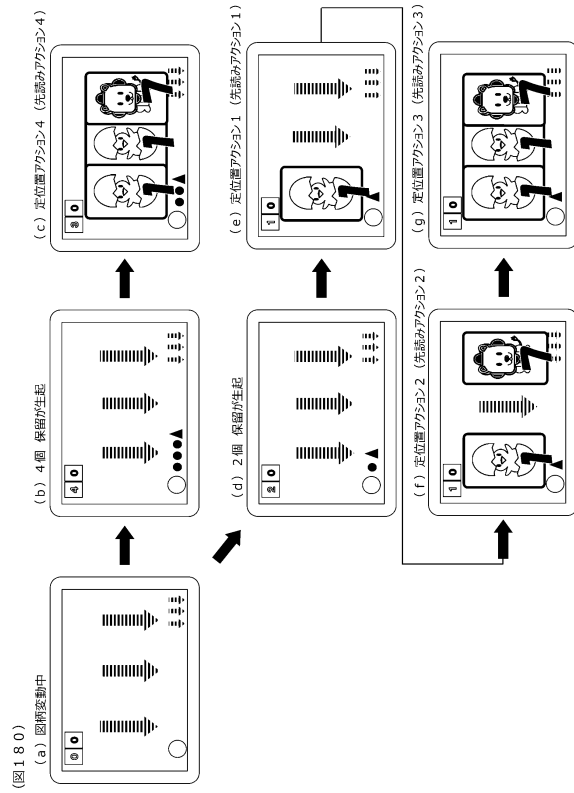 (図180)
(a)図柄変動中
0 0
(b)4個 保留が生起
4 0
(c)定位置アクション4 (先読みアクション4)
3 0
(d)2個 保留が生起
2 0
(e)定位置アクション1 (先読みアクション1)
1 0
(f)定位置アクション2 (先読みアクション2)
1 0
(g)定位置アクション3 (先読みアクション3)
1 0